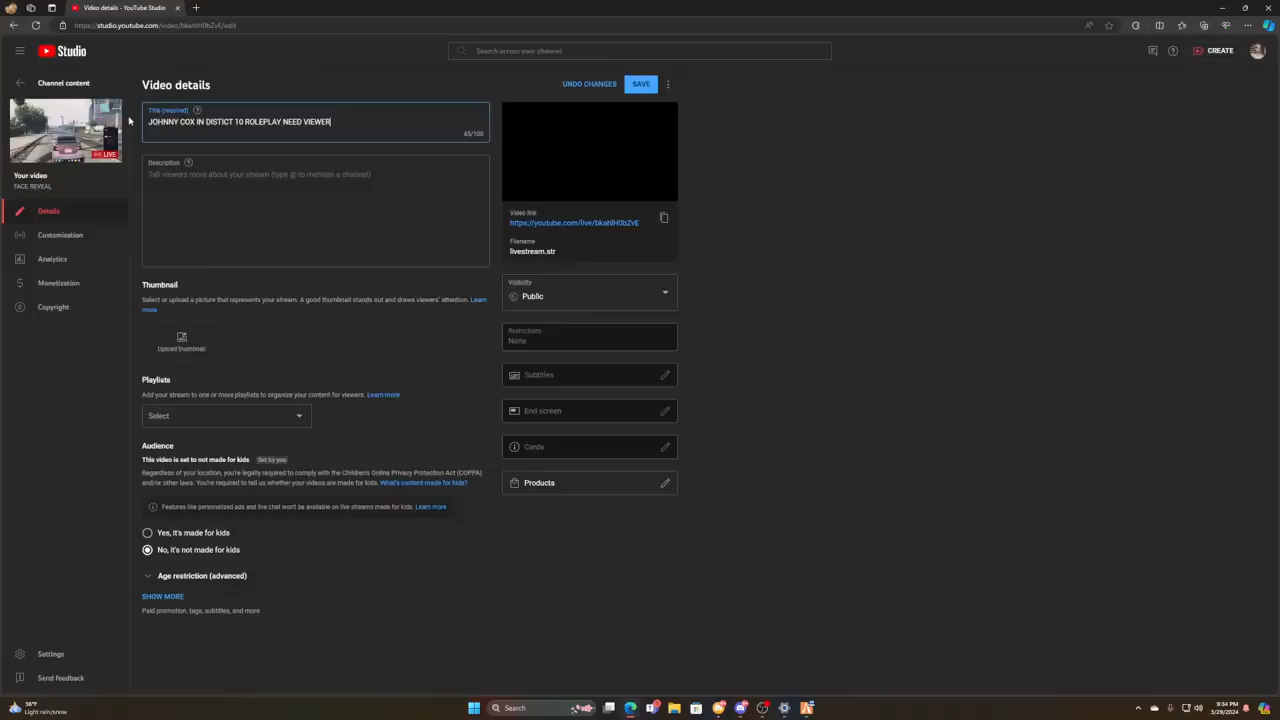 Video details - YouTube Studio
https://studio.youtube.com/video/bkahlH0bZvE/edit
Studio
Search across your channel
CREATE
Channel content
Video details
UNDO CHANGES
SAVE
Title (required)
JOHNNY COX IN DISTICT 10 ROLEPLAY NEED VIEWER
45/100
LIVE
Your video
FACE REVEAL
Details
Customization
Analytics
Monetization
Copyright
Description
Tell viewers more about your stream (type @ to mention a channel)
Video link
https://youtube.com/live/bkahlH0bZvE
Filename
livestream.str
Visibility
Public
Restrictions
None
Subtitles
End screen
Cards
Products
Thumbnail
Select or upload a picture that represents your stream. A good thumbnail stands out and draws viewers' attention. Learn
more
Upload thumbnail
Playlists
Add your stream to one or more playlists to organize your content for viewers. Learn more
Select
Audience
This video is set to not made for kids Set by you
Regardless of your location, you're legally required to comply with the Children's Online Privacy Protection Act (COPPA)
and/or other laws. You're required to tell us whether your videos are made for kids. What's content made for kids?
Features like personalized ads and live chat won't be available on live streams made for kids. Learn more
Yes, it's made for kids
No, it's not made for kids
Age restriction (advanced)
SHOW MORE
Paid promotion, tags, subtitles, and more
Settings
Send feedback
36°F
Light rain/snow
Search
9:34 PM
3/29/2024